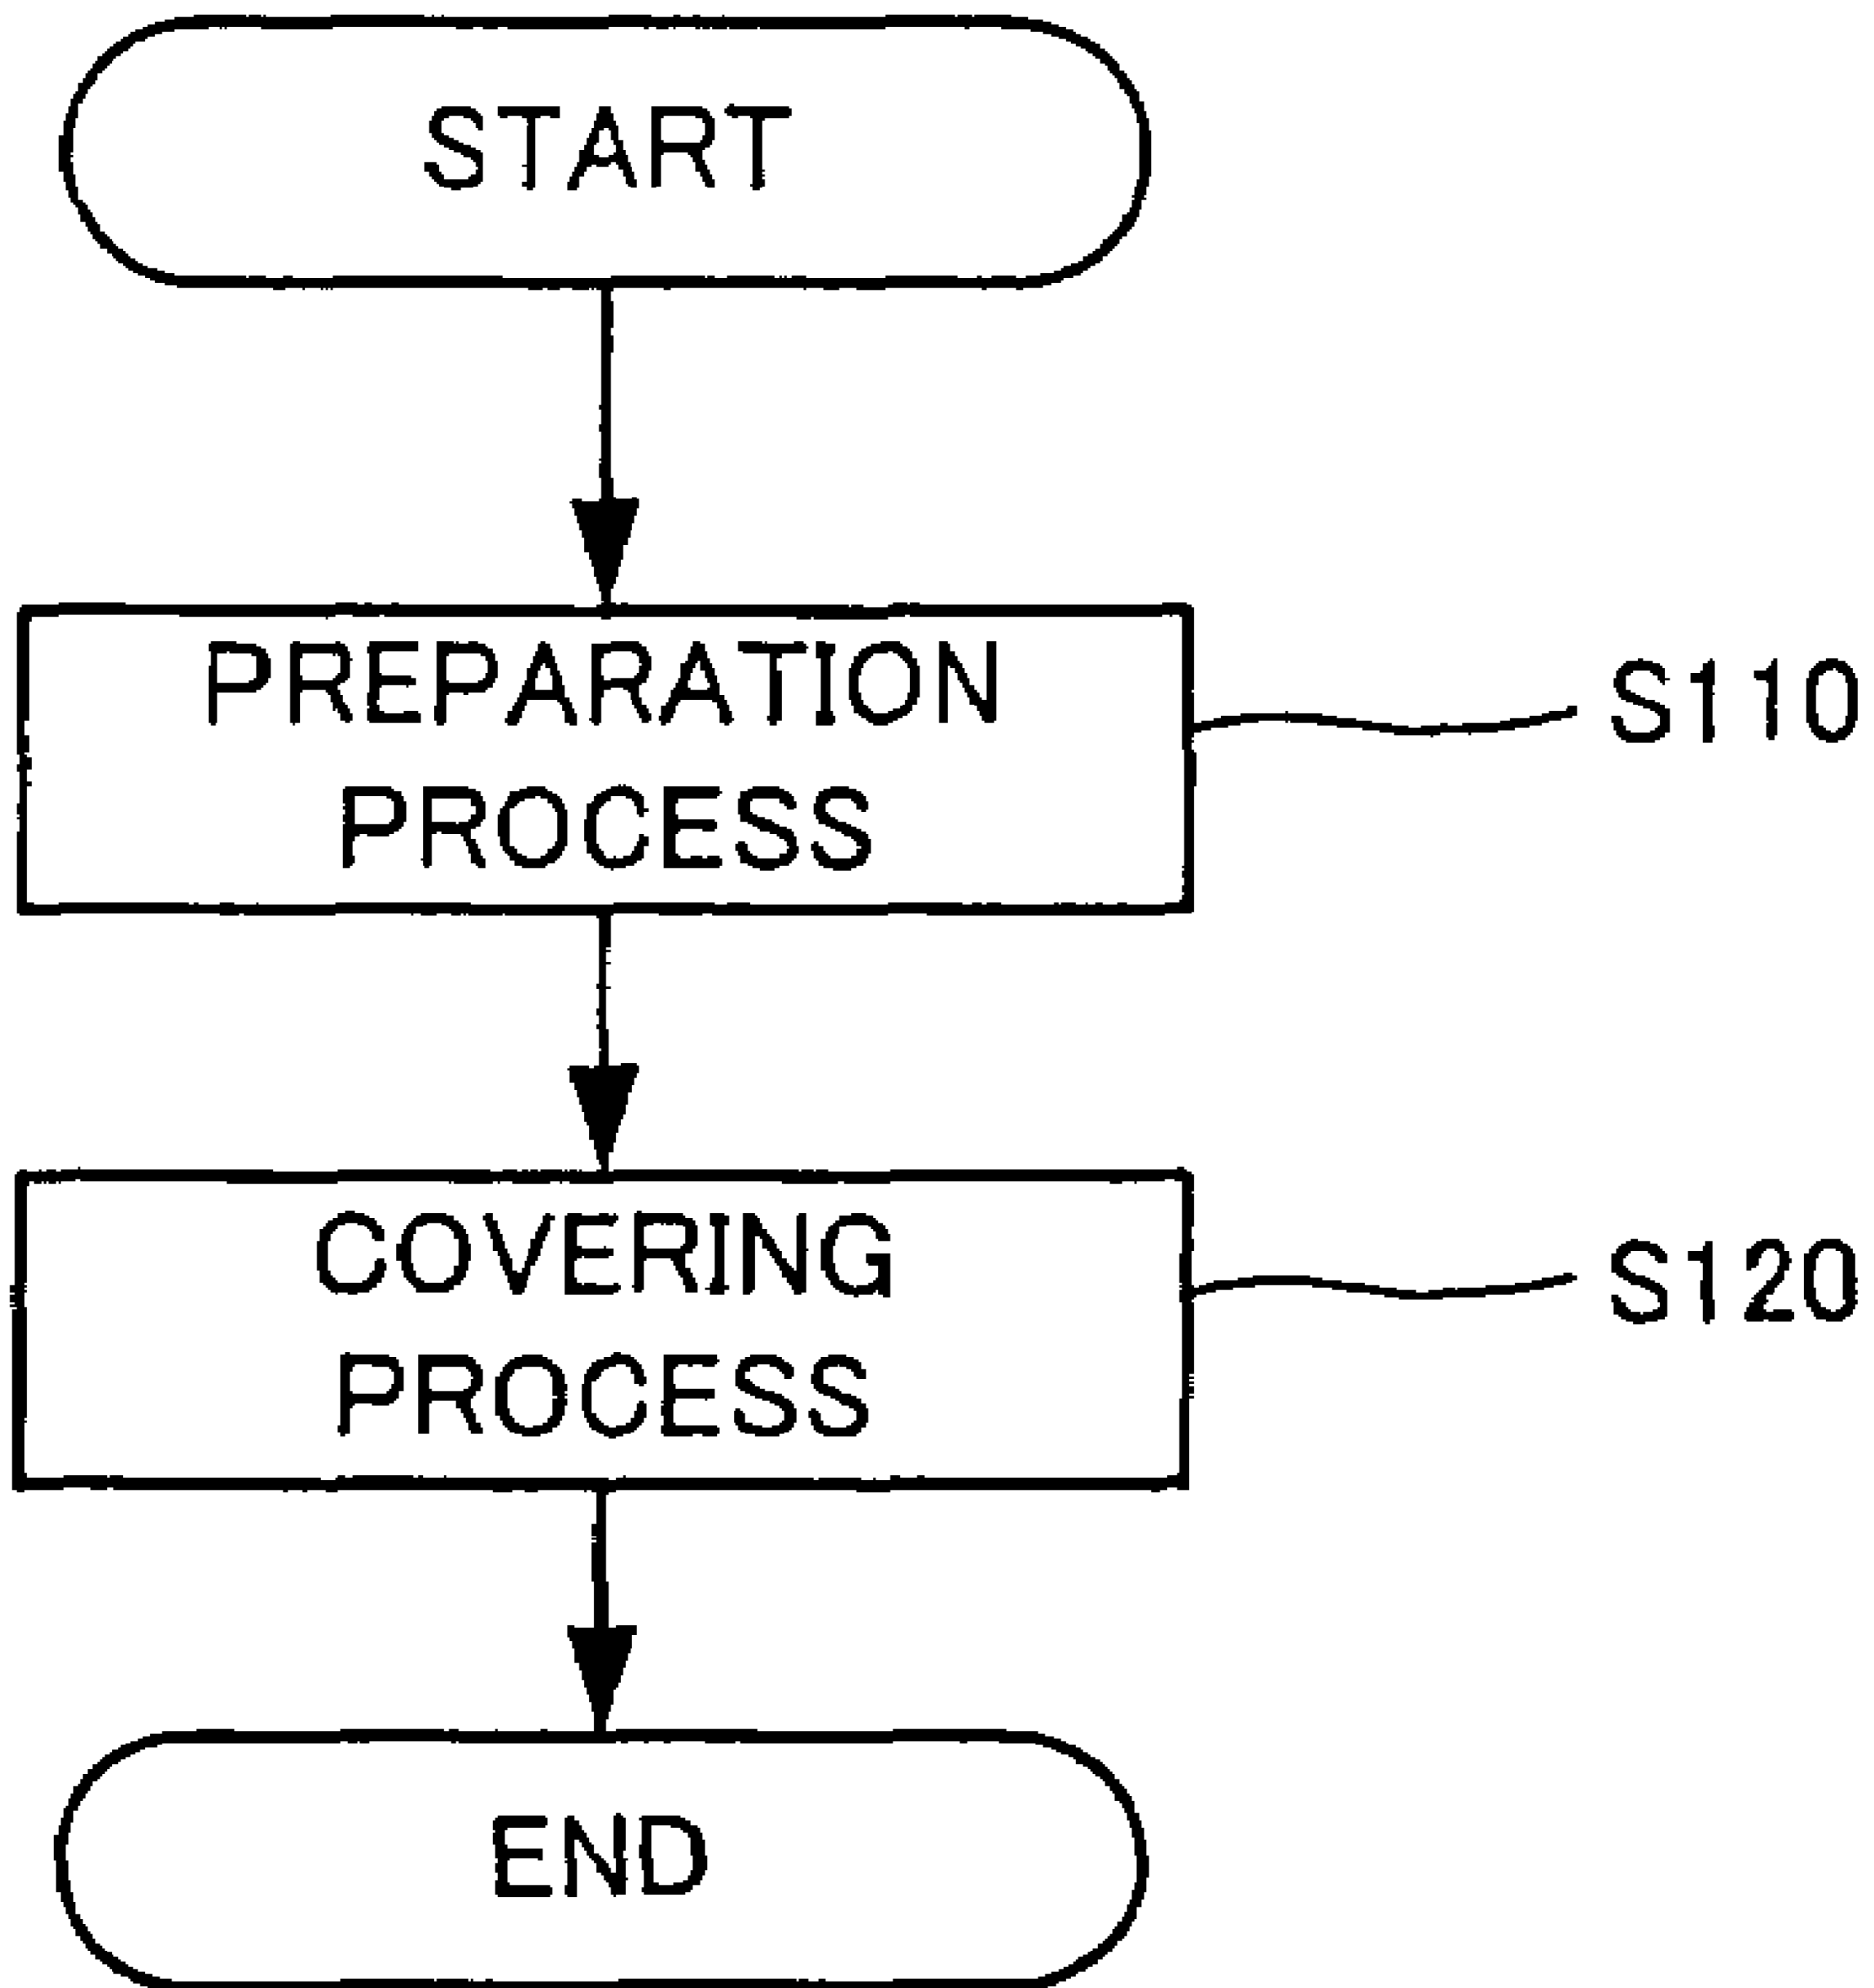 START
PREPARATION
PROCESS
S110
COVERING
PROCESS
S120
END